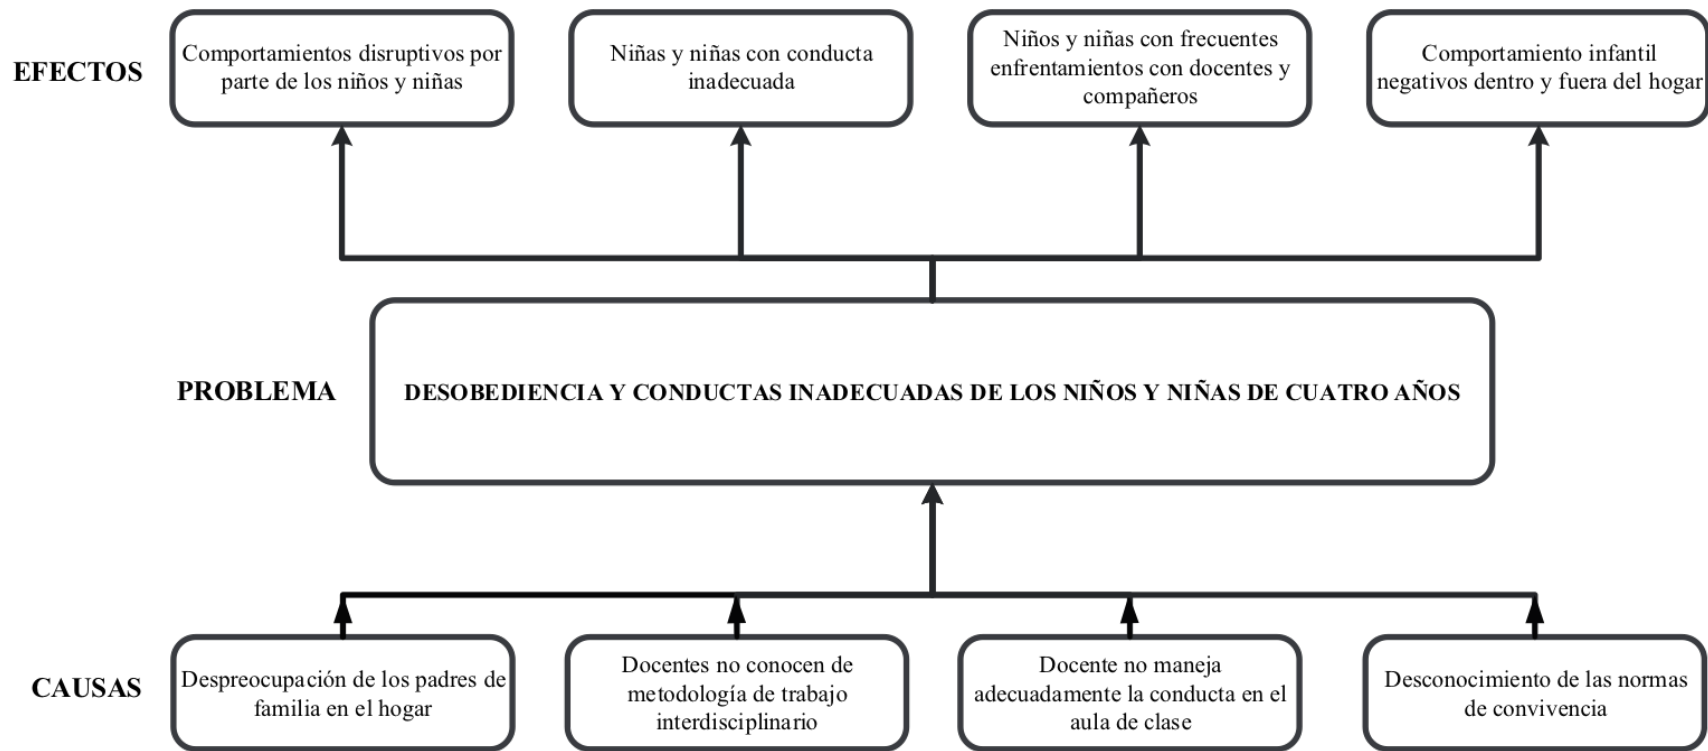 EFECTOS
Comportamientos disruptivos por
parte de los niños y niñas
Niñas y niñas con conducta
inadecuada
Niños y niñas con frecuentes
enfrentamientos con docentes y
compañeros
Comportamiento infantil
negativos dentro y fuera del hogar
PROBLEMA
DESOBEDIENCIA Y CONDUCTAS INADECUADAS DE LOS NIÑOS Y NIÑAS DE CUATRO AÑOS
CAUSAS
Despreocupación de los padres de
familia en el hogar
Docentes no conocen de
metodología de trabajo
interdisciplinario
Docente no maneja
adecuadamente la conducta en el
aula de clase
Desconocimiento de las normas
de convivencia